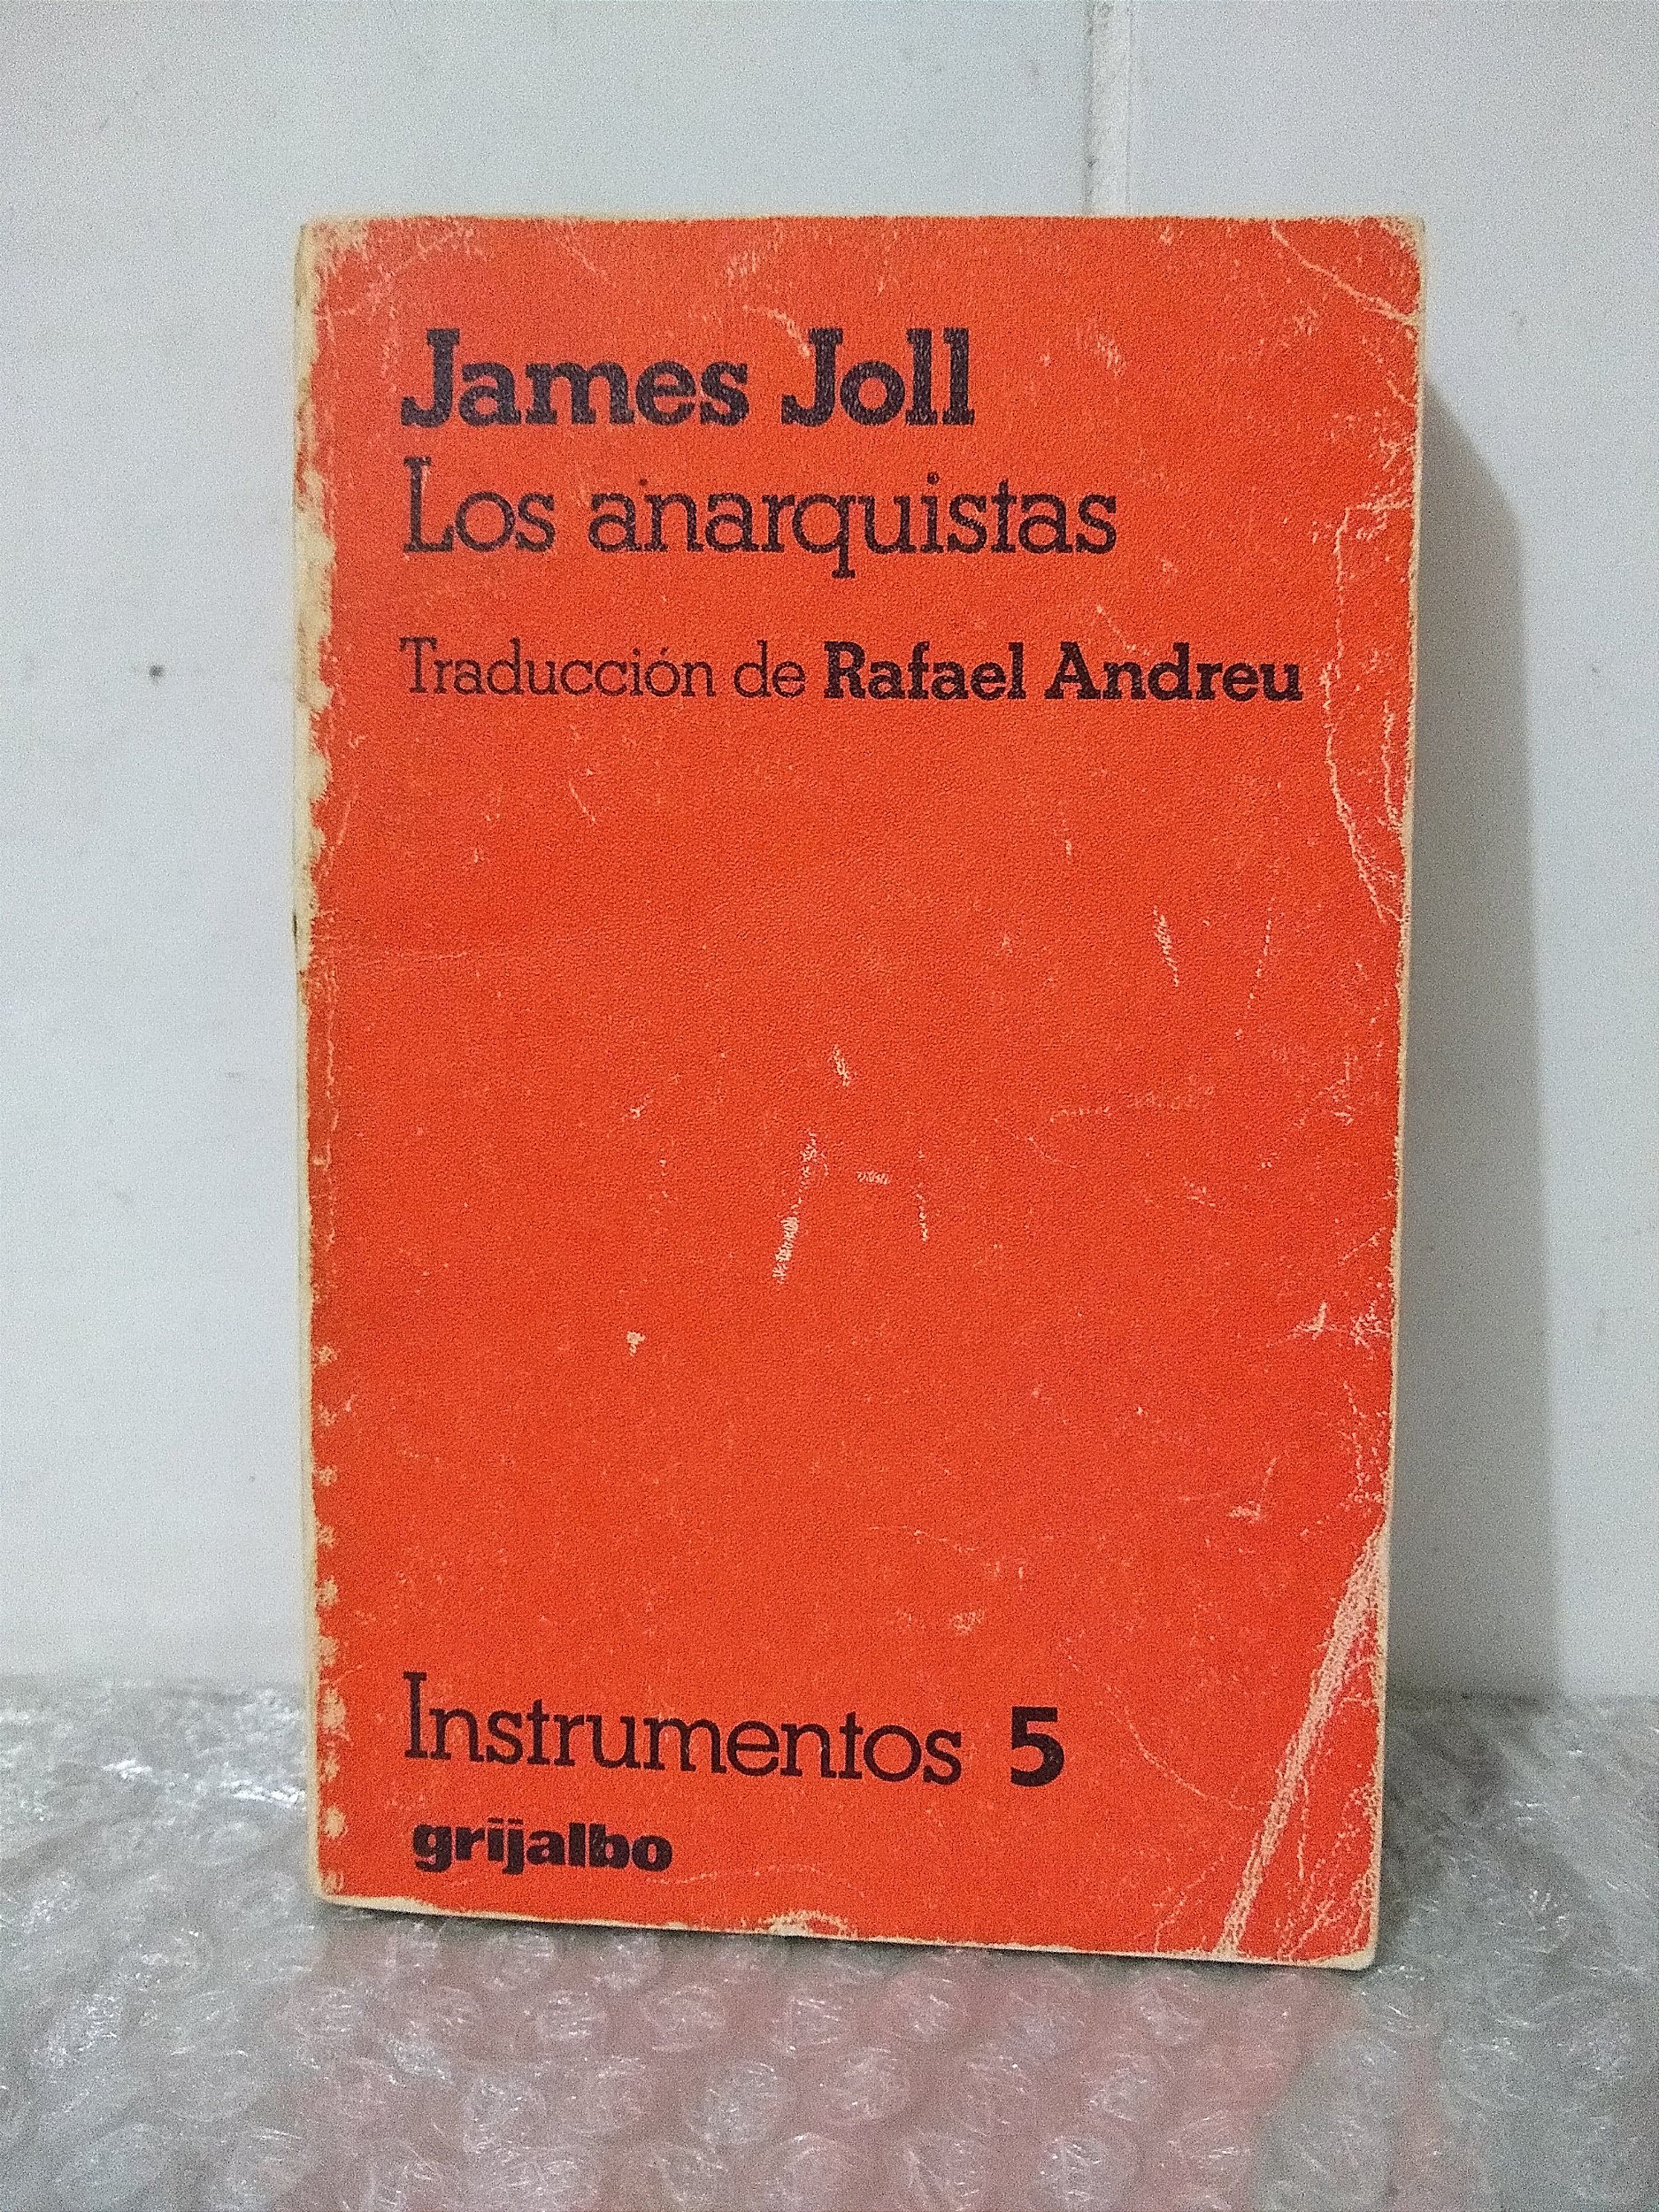 James Joll
Los anarquistas
Traducción de Rafael Andreu
Instrumentos 5
grijalbo